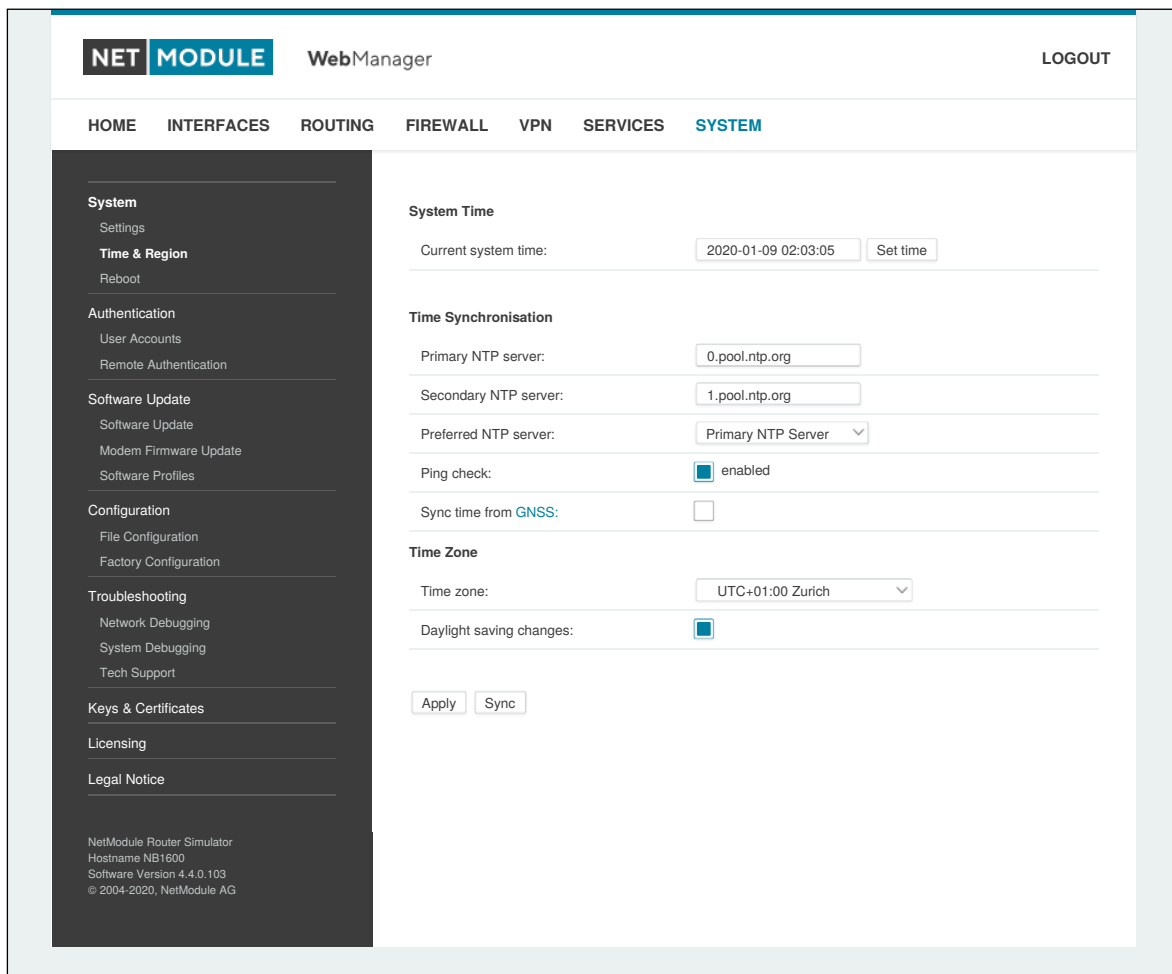 NET MODULE WebManager LOGOUT
HOME INTERFACES ROUTING FIREWALL VPN SERVICES SYSTEM
System
Settings
Time & Region
Reboot
Authentication
User Accounts
Remote Authentication
Software Update
Software Update
Modem Firmware Update
Software Profiles
Configuration
File Configuration
Factory Configuration
Troubleshooting
Network Debugging
System Debugging
Tech Support
Keys & Certificates
Licensing
Legal Notice
NetModule Router Simulator
Hostname NB1600
Software Version 4.4.0.103
© 2004-2020, NetModule AG
System Time
Current system time: 2020-01-09 02:03:05 Set time
Time Synchronisation
Primary NTP server: 0.pool.ntp.org
Secondary NTP server: 1.pool.ntp.org
Preferred NTP server: Primary NTP Server
Ping check: enabled
Sync time from GNSS:
Time Zone
Time zone: UTC+01:00 Zurich
Daylight saving changes:
Apply Sync